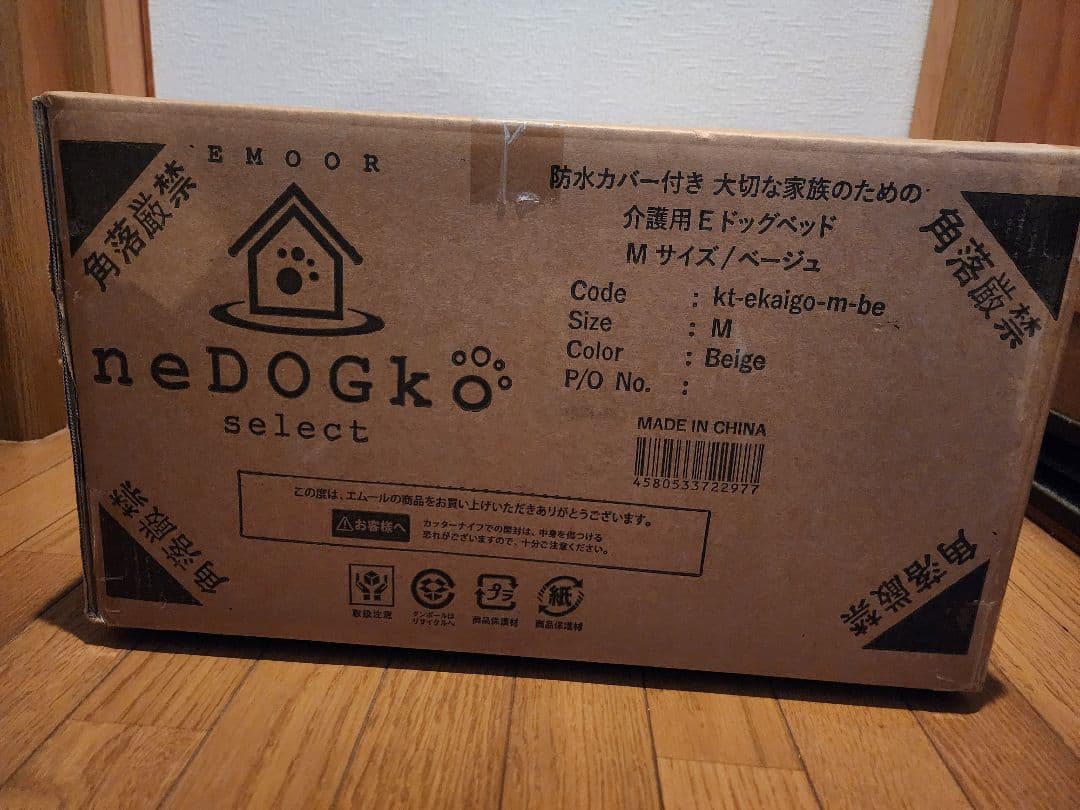 EMOOR
neDOGko
select
角落厳禁
角落厳禁
角落厳禁
角落厳禁
防水カバー付き 大切な家族のための
介護用Eドッグベッド
Mサイズ/ベージュ
Code : kt-ekaigo-m-be
Size : M
Color : Beige
P/O No. :
MADE IN CHINA
4580533722977
この度は、エムールの商品をお買い上げいただきありがとうございます。
お客様へ
カッターナイフでの開封は、中身を傷つける
恐れがございますので、十分ご注意ください。
取扱注意
ダンボールは
リサイクルへ
プラ
商品保護材
紙
商品保護材